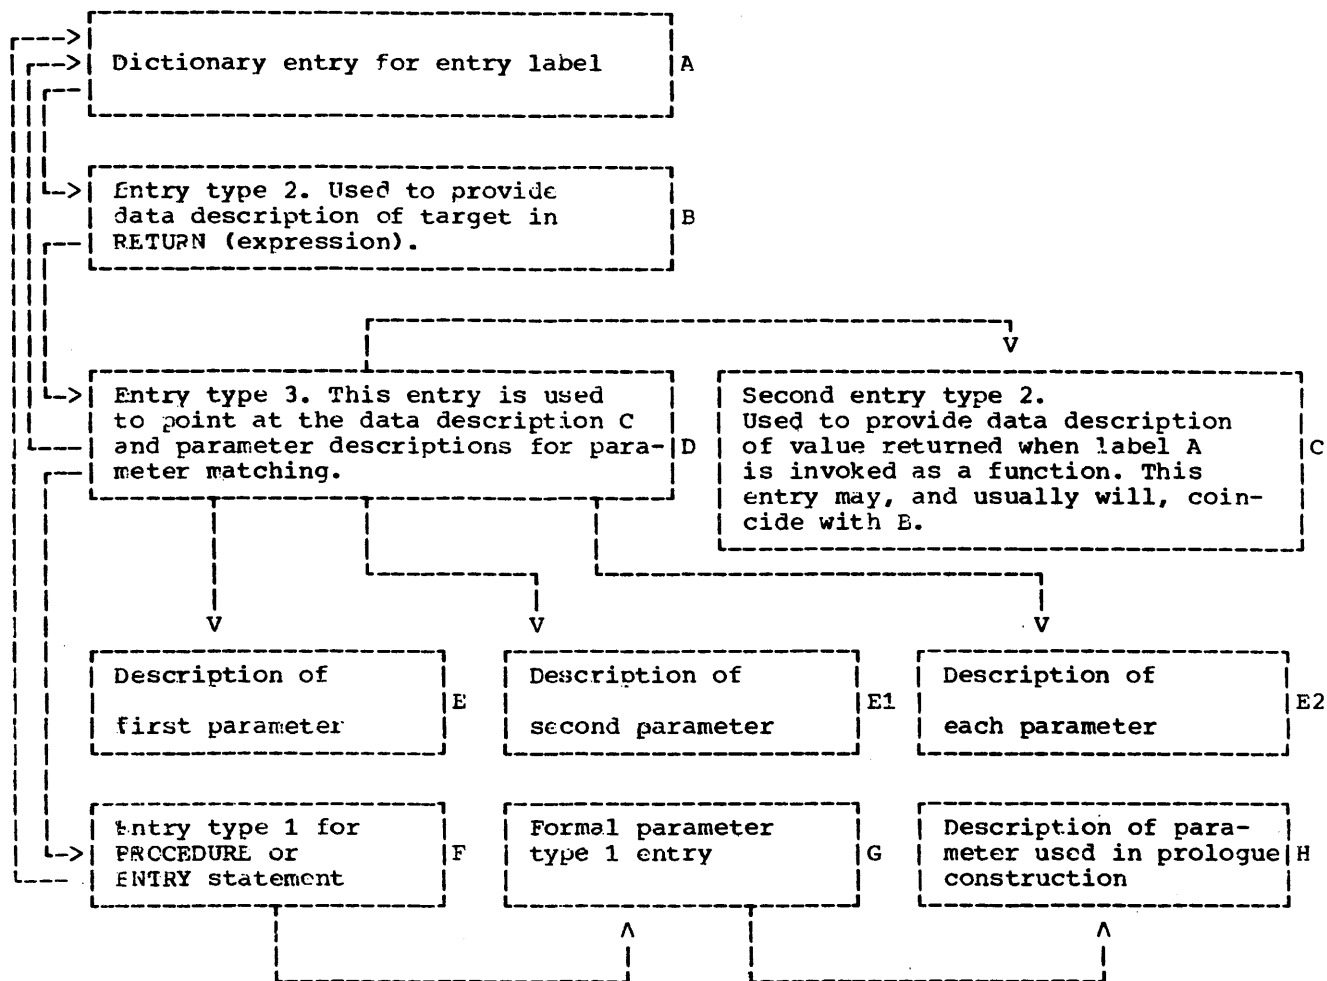 Dictionary entry for entry label
A
Entry type 2. Used to provide
data description of target in
RETURN (expression).
B
Entry type 3. This entry is used
to point at the data description C
and parameter descriptions for para-
meter matching.
D
Second entry type 2.
Used to provide data description
of value returned when label A
is invoked as a function. This
entry may, and usually will, coin-
cide with B.
C
Description of
first parameter
E
Description of
second parameter
E1
Description of
each parameter
E2
Entry type 1 for
PROCEDURE or
ENTRY statement
F
Formal parameter
type 1 entry
G
Description of para-
meter used in prologue
construction
H